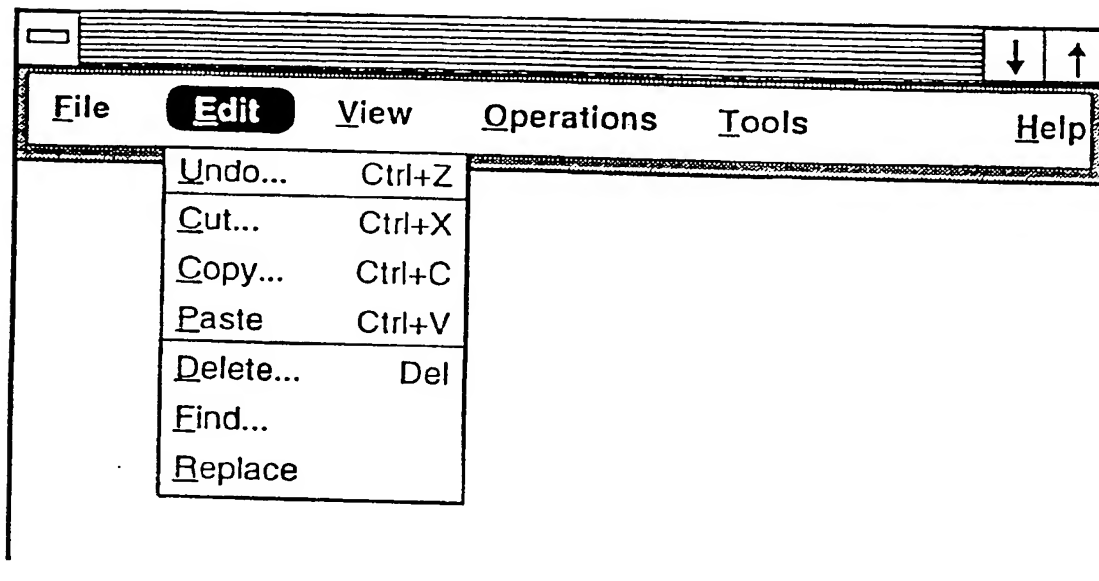 File Edit View Operations Tools Help
Undo... Ctrl+Z
Cut... Ctrl+X
Copy... Ctrl+C
Paste Ctrl+V
Delete... Del
Find...
Replace